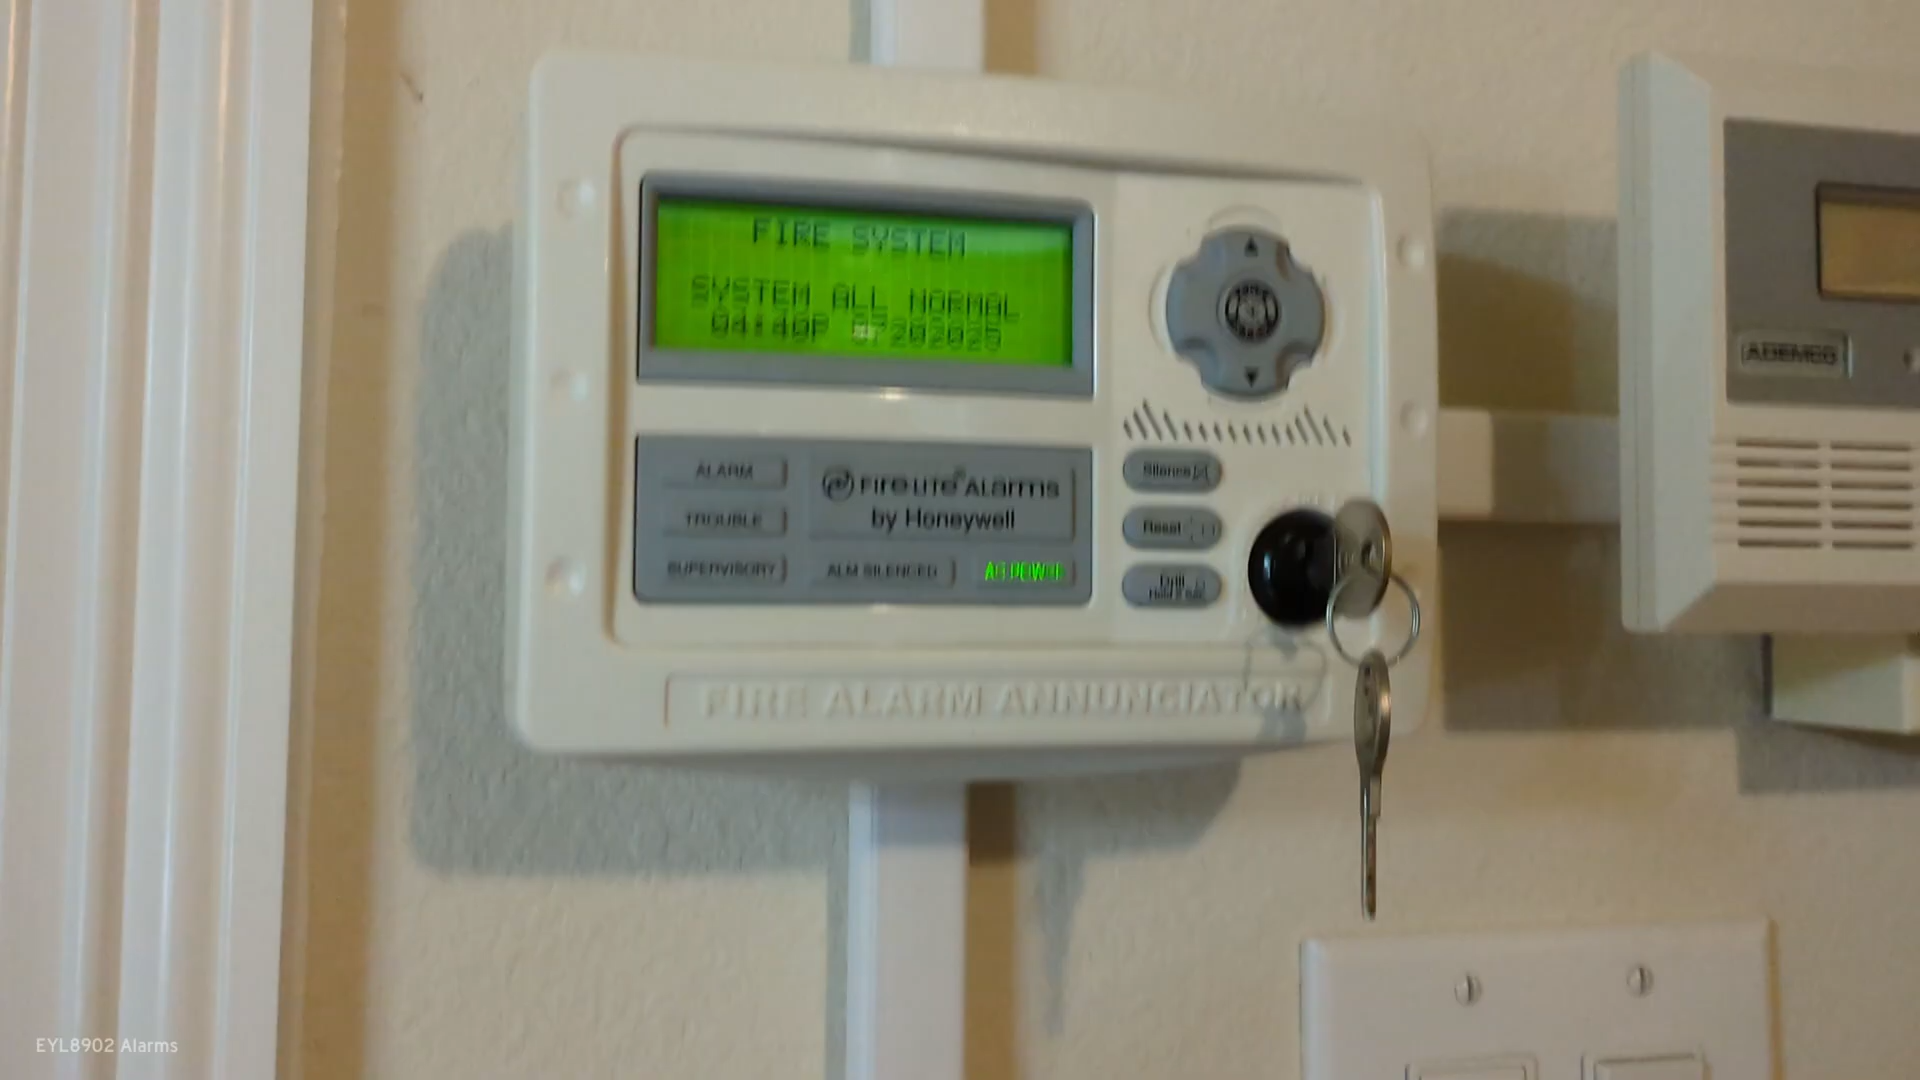 FIRE SYSTEM
SYSTEM ALL NORMAL
ALARM
TROUBLE
SUPERVISORY
FIRELITE ALARMS
by Honeywell
ALM SILENCED
AC POWER
Silence
Reset
Drill
ADEMCO
FIRE ALARM ANNUNCIATOR
EYL8902 Alarms